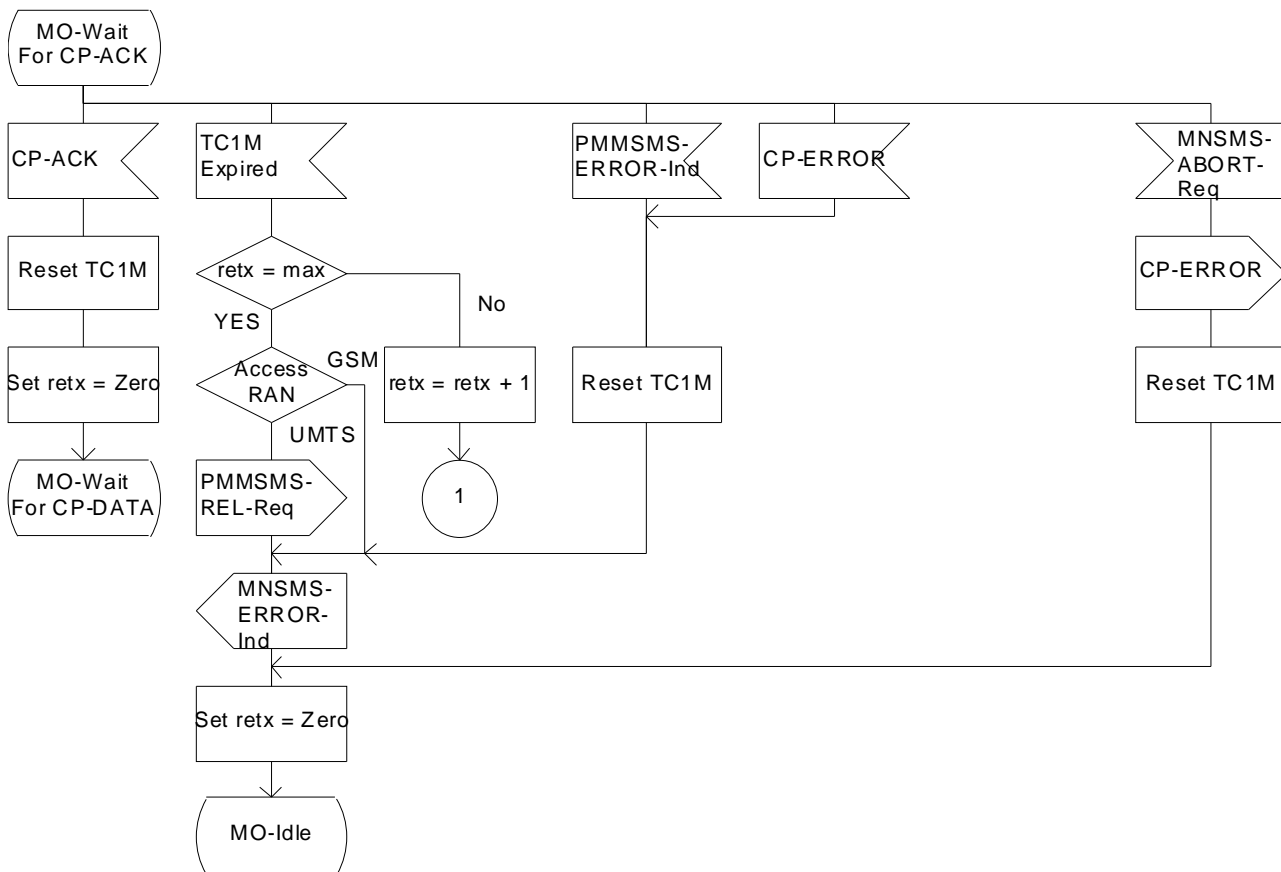 MO-Wait
For CP-ACK
CP-ACK
TC1M
Expired
PMMSMS-
ERROR-Ind
CP-ERROR
MNSMS-
ABORT-
Req
Reset TC1M
retx = max
No
YES
CP-ERROR
Set retx = Zero
Access
RAN
GSM
UMTS
retx = retx + 1
Reset TC1M
Reset TC1M
MO-Wait
For CP-DATA
PMMSMS-
REL-Req
1
MNSMS-
ERROR-
Ind
Set retx = Zero
MO-Idle